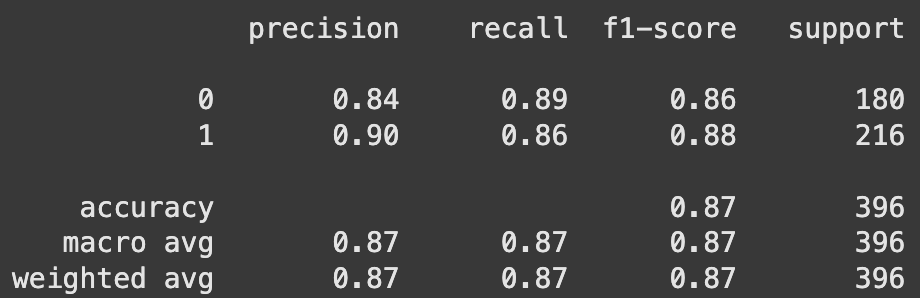 precision recall f1-score support
0 0.84 0.89 0.86 180
1 0.90 0.86 0.88 216
accuracy 0.87 396
macro avg 0.87 0.87 0.87 396
weighted avg 0.87 0.87 0.87 396